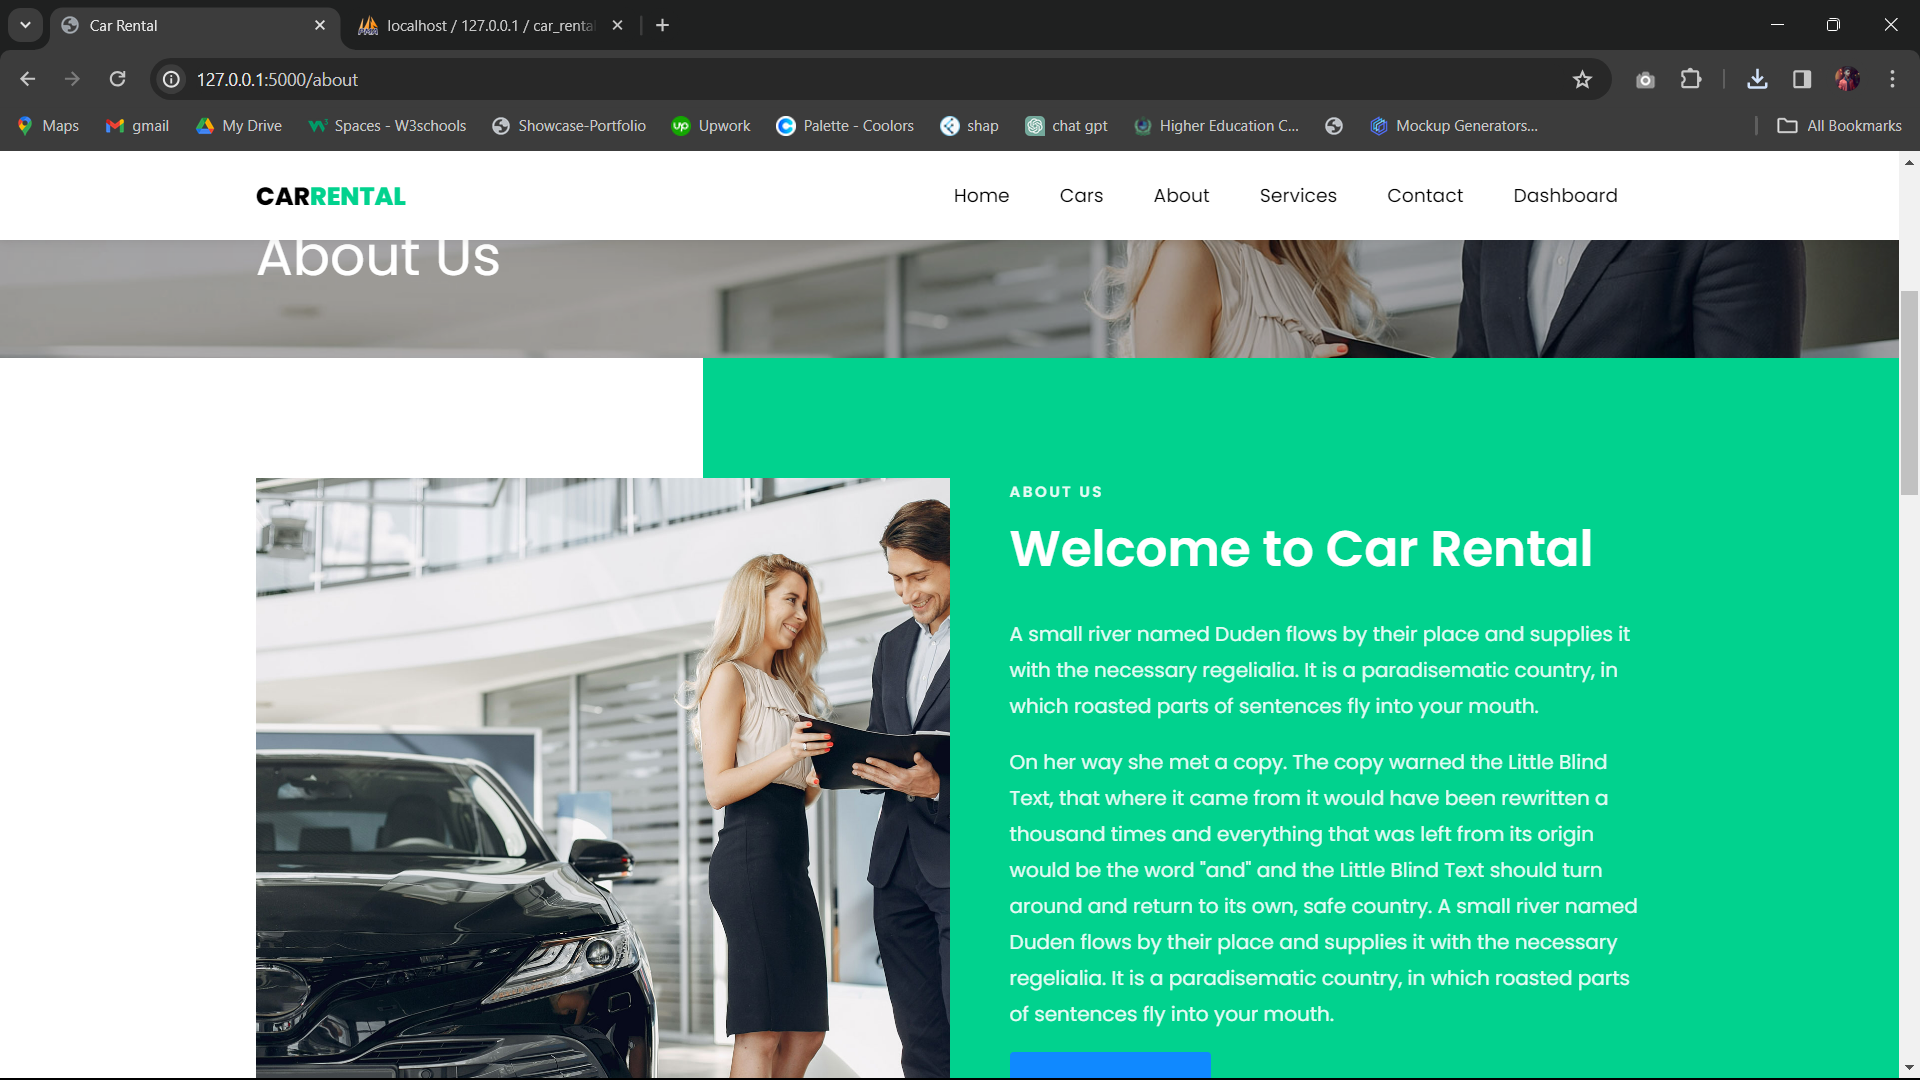 Car Rental
localhost / 127.0.0.1 / car_renta
127.0.0.1:5000/about
Maps
gmail
My Drive
Spaces - W3schools
Showcase-Portfolio
Upwork
Palette - Coolors
shap
chat gpt
Higher Education C...
Mockup Generators...
All Bookmarks
CARRENTAL
Home
Cars
About
Services
Contact
Dashboard
About Us
ABOUT US
Welcome to Car Rental
A small river named Duden flows by their place and supplies it
with the necessary regelialia. It is a paradisematic country, in
which roasted parts of sentences fly into your mouth.
On her way she met a copy. The copy warned the Little Blind
Text, that where it came from it would have been rewritten a
thousand times and everything that was left from its origin
would be the word "and" and the Little Blind Text should turn
around and return to its own, safe country. A small river named
Duden flows by their place and supplies it with the necessary
regelialia. It is a paradisematic country, in which roasted parts
of sentences fly into your mouth.